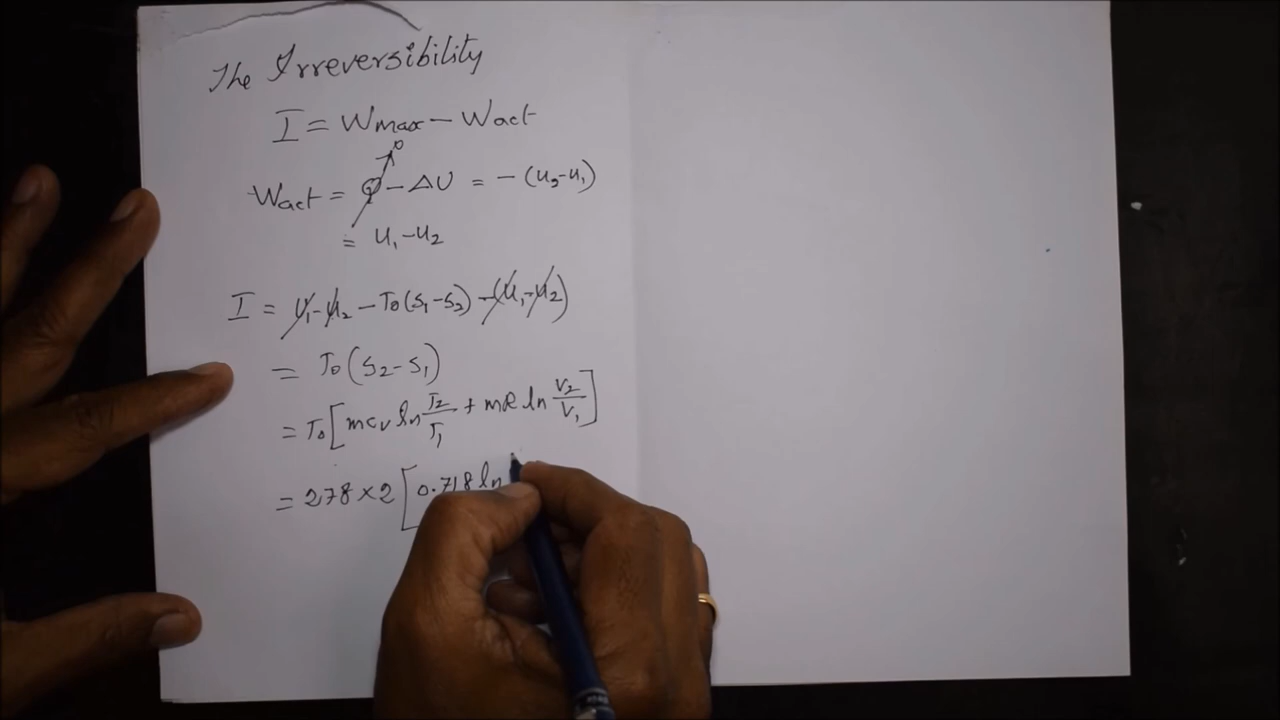 The Irreversibility
I = Wmax - Wact
Wact = Q - ΔU = - (U2-U1)
0
= U1-U2
I = U1-U2 - T0(S1-S2) -(U1-U2)
= T0(S2-S1)
= T0[mcv ln T2/T1 + mR ln V2/V1]
= 278 × 2 [0.718 ln